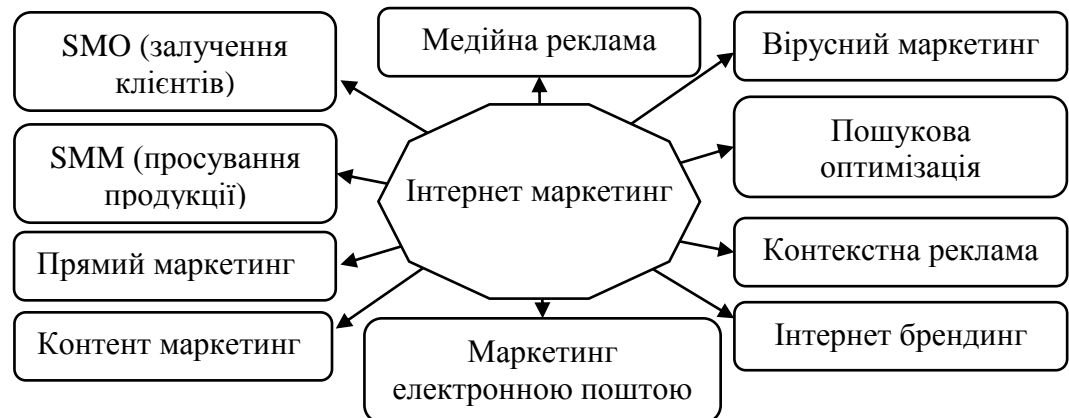 SMO (залучення
клієнтів)
Медійна реклама
Вірусний маркетинг
SMM (просування
продукції)
Інтернет маркетинг
Пошукова
оптимізація
Прямий маркетинг
Контекстна реклама
Контент маркетинг
Маркетинг
електронною поштою
Інтернет брендинг